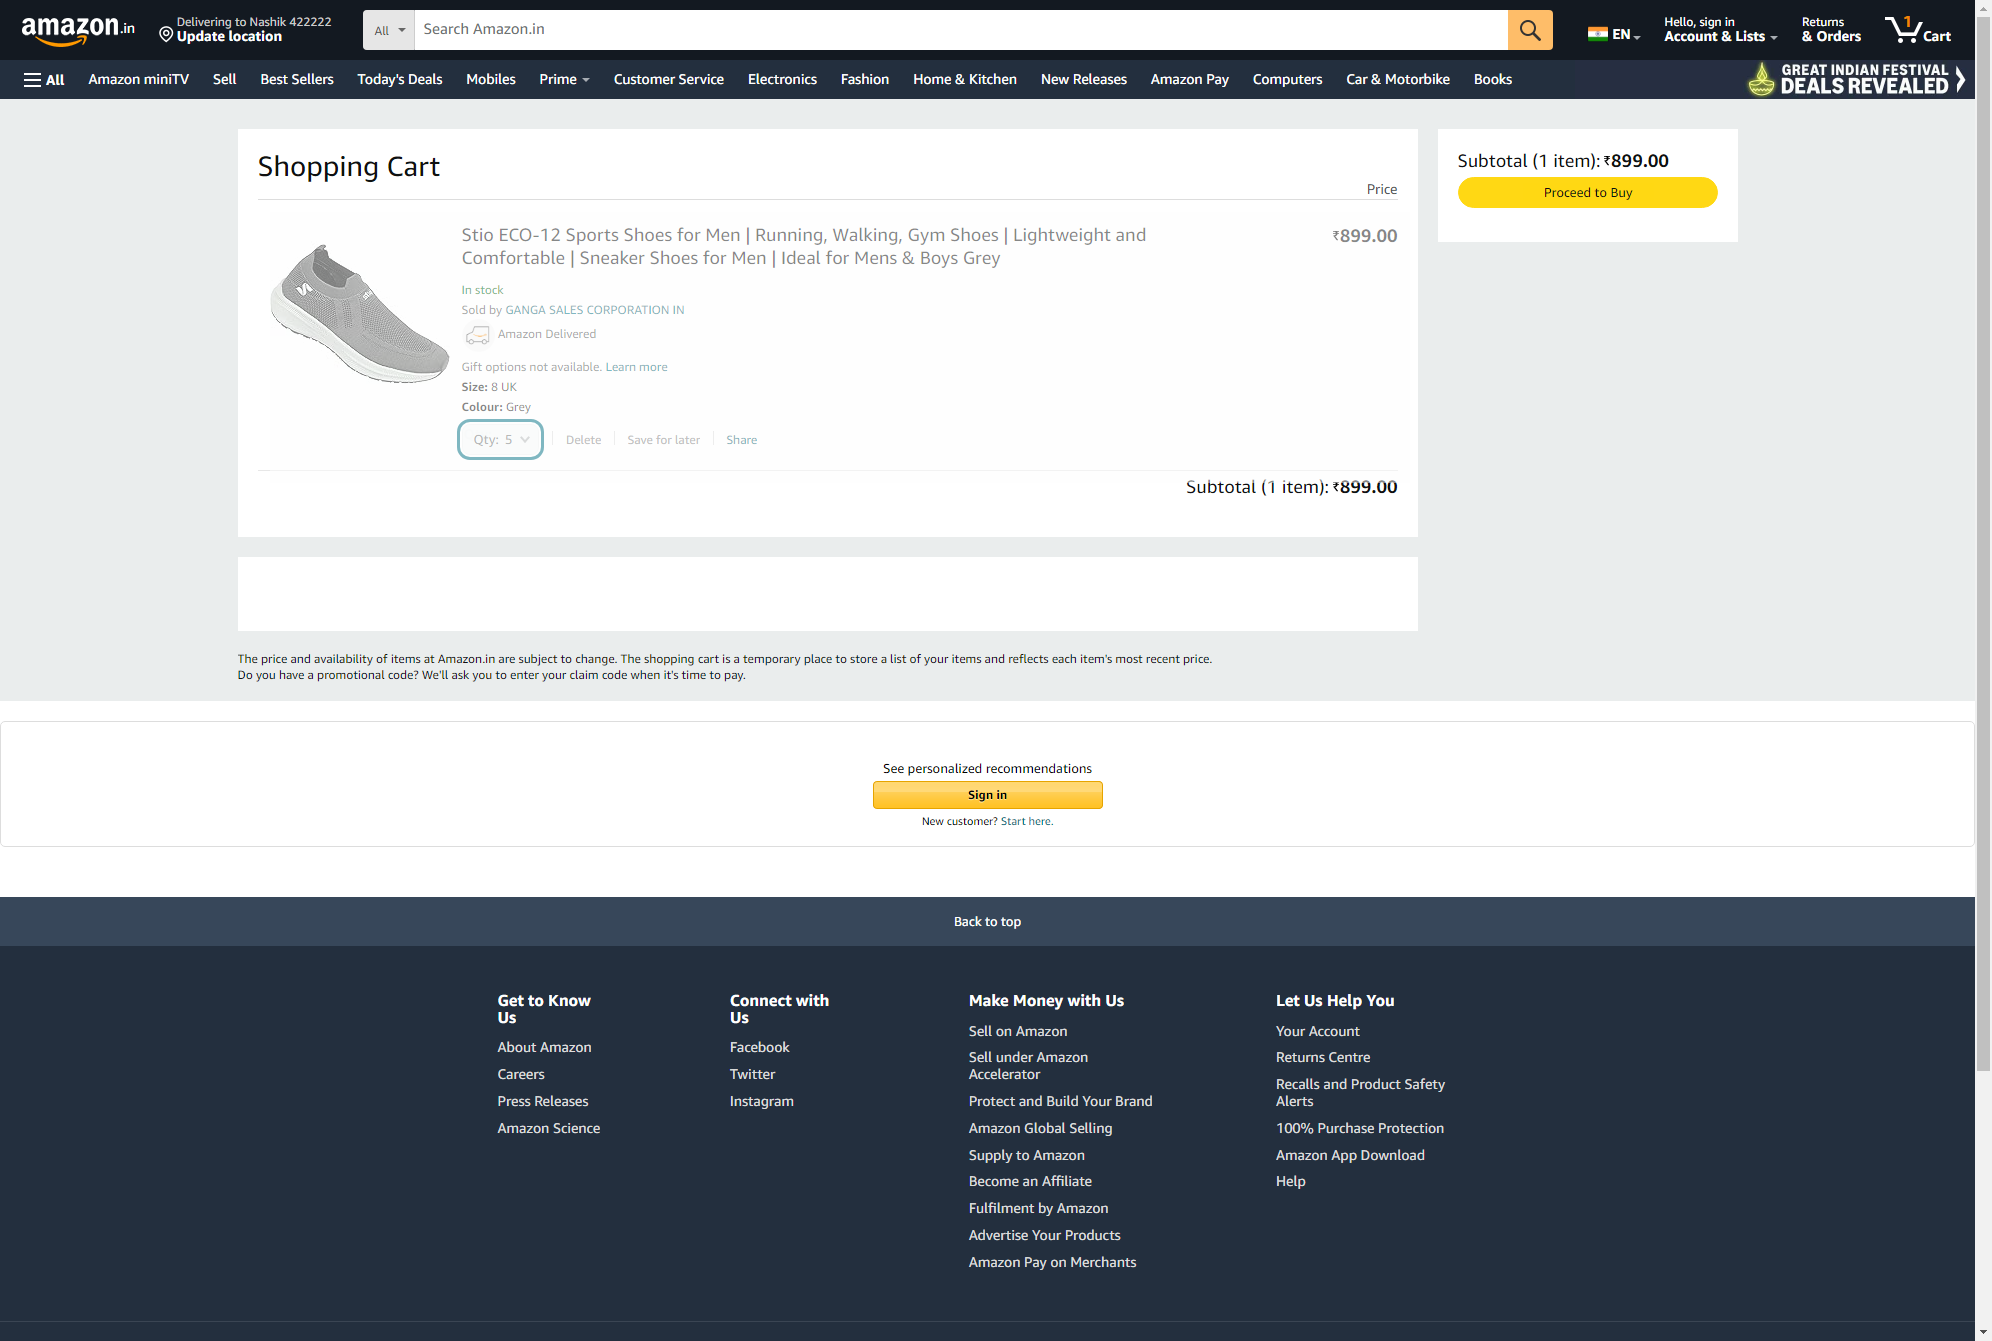 amazon.in
Delivering to Nashik 422222
Update location
All
Search Amazon.in
EN
Hello, sign in
Account & Lists
Returns
& Orders
1
Cart
All
Amazon miniTV
Sell
Best Sellers
Today's Deals
Mobiles
Prime
Customer Service
Electronics
Fashion
Home & Kitchen
New Releases
Amazon Pay
Computers
Car & Motorbike
Books
GREAT INDIAN FESTIVAL
DEALS REVEALED
Shopping Cart
Price
Stio ECO-12 Sports Shoes for Men | Running, Walking, Gym Shoes | Lightweight and
Comfortable | Sneaker Shoes for Men | Ideal for Mens & Boys Grey
₹899.00
In stock
Sold by GANGA SALES CORPORATION IN
Amazon Delivered
Gift options not available. Learn more
Size: 8 UK
Colour: Grey
Qty: 5
Delete
Save for later
Share
Subtotal (1 item): ₹899.00
Subtotal (1 item): ₹899.00
Proceed to Buy
The price and availability of items at Amazon.in are subject to change. The shopping cart is a temporary place to store a list of your items and reflects each item's most recent price.
Do you have a promotional code? We'll ask you to enter your claim code when it's time to pay.
See personalized recommendations
Sign in
New customer? Start here.
Back to top
Get to Know
Us
About Amazon
Careers
Press Releases
Amazon Science
Connect with
Us
Facebook
Twitter
Instagram
Make Money with Us
Sell on Amazon
Sell under Amazon
Accelerator
Protect and Build Your Brand
Amazon Global Selling
Supply to Amazon
Become an Affiliate
Fulfilment by Amazon
Advertise Your Products
Amazon Pay on Merchants
Let Us Help You
Your Account
Returns Centre
Recalls and Product Safety
Alerts
100% Purchase Protection
Amazon App Download
Help